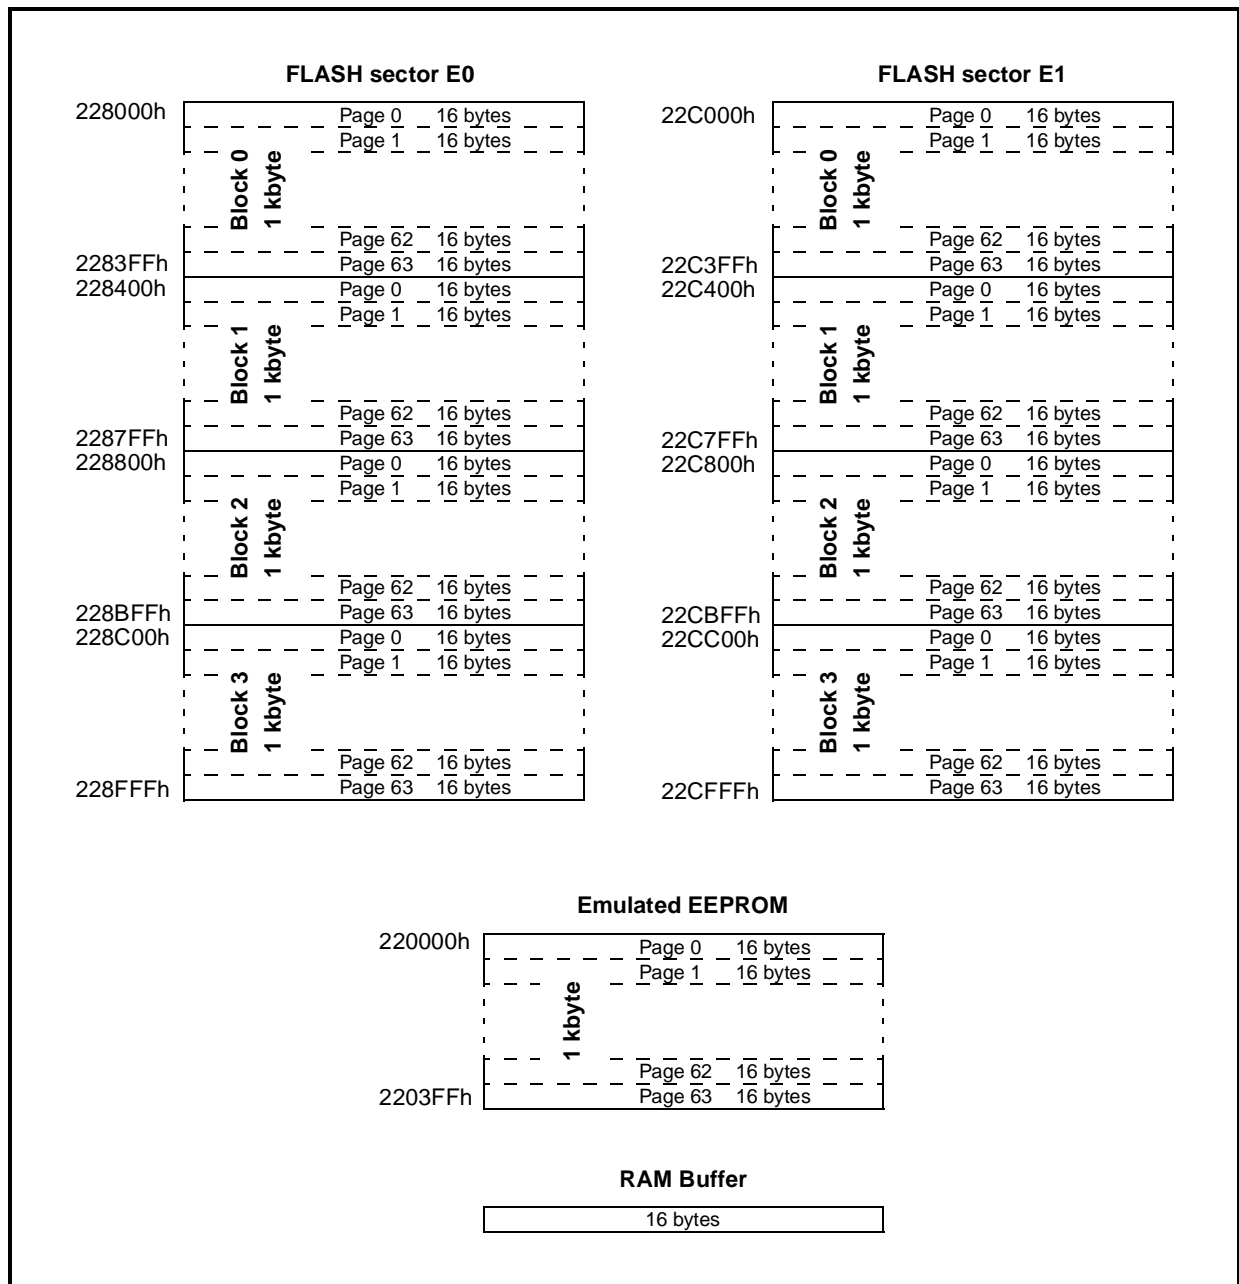 FLASH sector E0
228000h
Page 0 16 bytes
Page 1 16 bytes
Block 0
1 kbyte
Page 62 16 bytes
2283FFh
Page 63 16 bytes
228400h
Page 0 16 bytes
Page 1 16 bytes
Block 1
1 kbyte
Page 62 16 bytes
2287FFh
Page 63 16 bytes
228800h
Page 0 16 bytes
Page 1 16 bytes
Block 2
1 kbyte
Page 62 16 bytes
228BFFh
Page 63 16 bytes
228C00h
Page 0 16 bytes
Page 1 16 bytes
Block 3
1 kbyte
Page 62 16 bytes
228FFFh
Page 63 16 bytes
FLASH sector E1
22C000h
Page 0 16 bytes
Page 1 16 bytes
Block 0
1 kbyte
Page 62 16 bytes
22C3FFh
Page 63 16 bytes
22C400h
Page 0 16 bytes
Page 1 16 bytes
Block 1
1 kbyte
Page 62 16 bytes
22C7FFh
Page 63 16 bytes
22C800h
Page 0 16 bytes
Page 1 16 bytes
Block 2
1 kbyte
Page 62 16 bytes
22CBFFh
Page 63 16 bytes
22CC00h
Page 0 16 bytes
Page 1 16 bytes
Block 3
1 kbyte
Page 62 16 bytes
22CFFFh
Page 63 16 bytes
Emulated EEPROM
220000h
Page 0 16 bytes
Page 1 16 bytes
1 kbyte
Page 62 16 bytes
2203FFh
Page 63 16 bytes
RAM Buffer
16 bytes